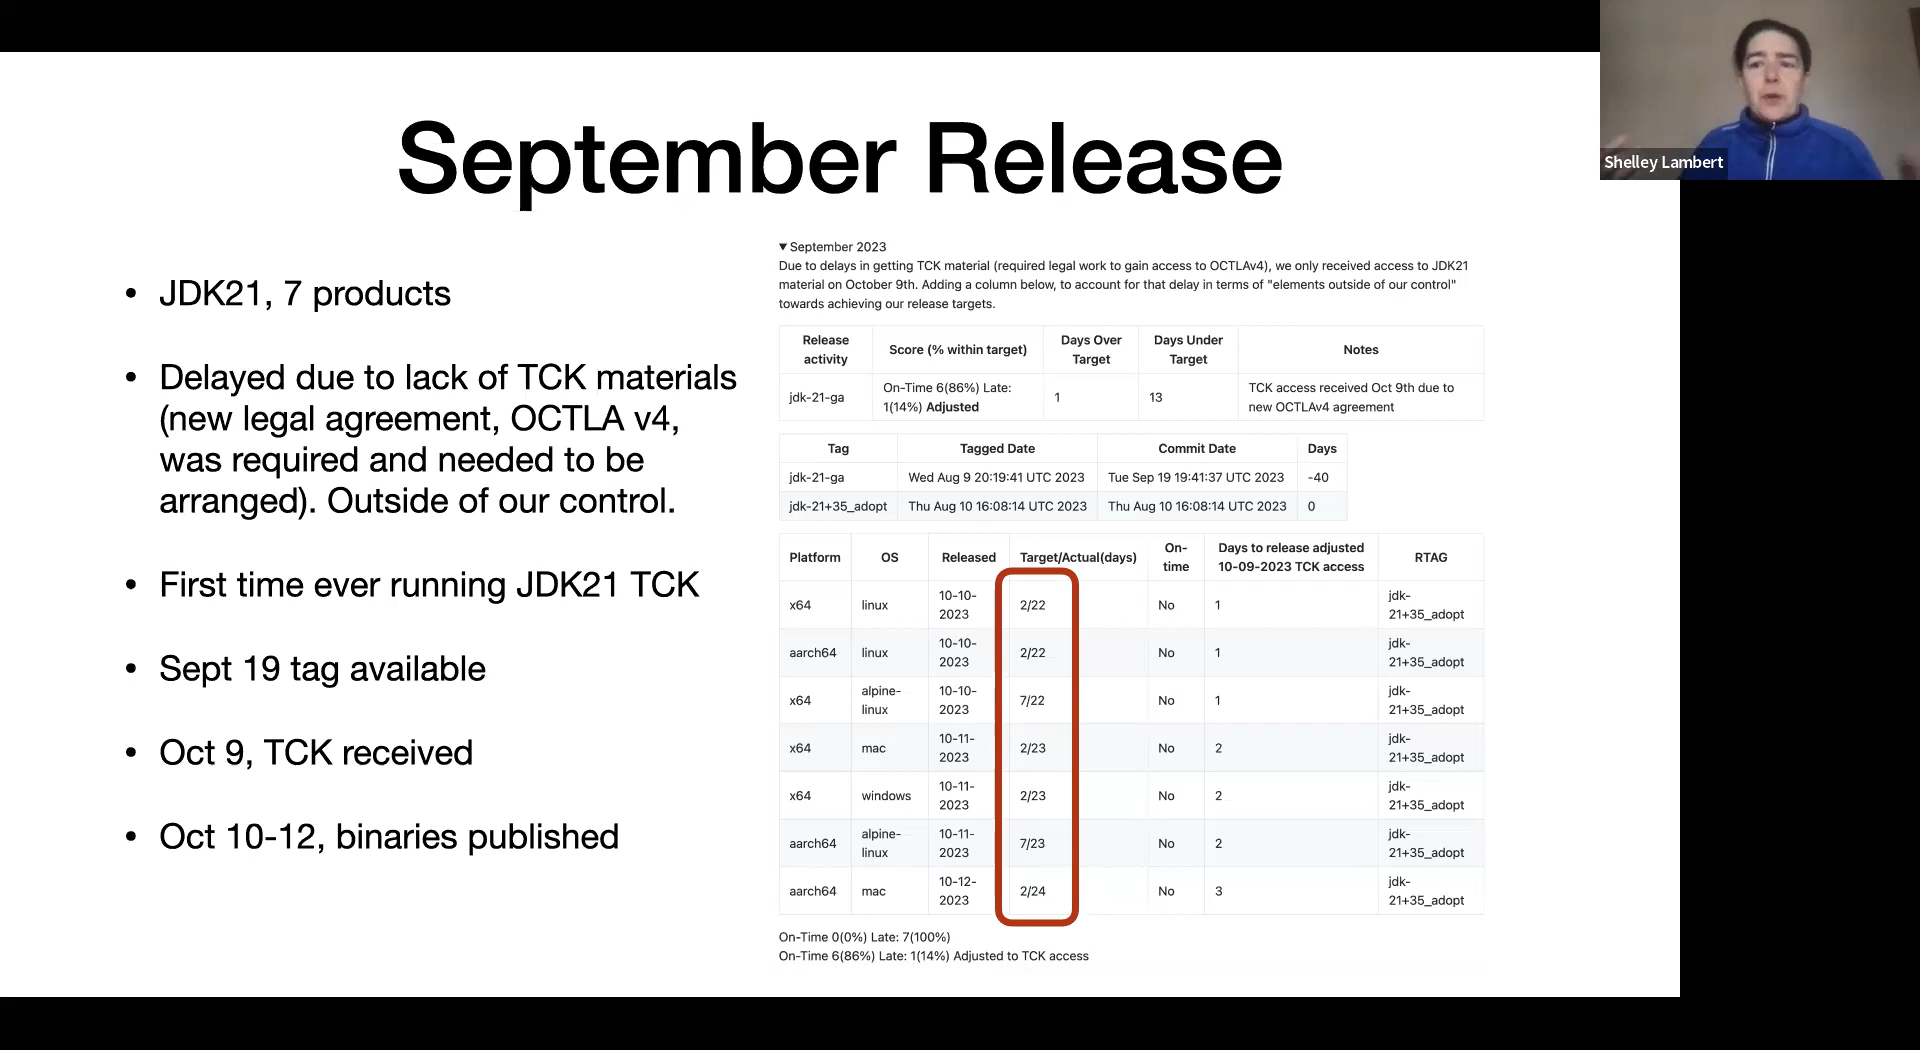 September Release
• JDK21, 7 products
• Delayed due to lack of TCK materials
(new legal agreement, OCTLA v4,
was required and needed to be
arranged). Outside of our control.
• First time ever running JDK21 TCK
• Sept 19 tag available
• Oct 9, TCK received
• Oct 10-12, binaries published
▼ September 2023
Due to delays in getting TCK material (required legal work to gain access to OCTLAv4), we only received access to JDK21
material on October 9th. Adding a column below, to account for that delay in terms of "elements outside of our control"
towards achieving our release targets.
Release activity | Score (% within target) | Days Over Target | Days Under Target | Notes
jdk-21-ga | On-Time 6(86%) Late: 1(14%) Adjusted | 1 | 13 | TCK access received Oct 9th due to new OCTLAv4 agreement
Tag | Tagged Date | Commit Date | Days
jdk-21-ga | Wed Aug 9 20:19:41 UTC 2023 | Tue Sep 19 19:41:37 UTC 2023 | -40
jdk-21+35_adopt | Thu Aug 10 16:08:14 UTC 2023 | Thu Aug 10 16:08:14 UTC 2023 | 0
Platform | OS | Released | Target/Actual(days) | On-time | Days to release adjusted 10-09-2023 TCK access | RTAG
x64 | linux | 10-10-2023 | 2/22 | No | 1 | jdk-21+35_adopt
aarch64 | linux | 10-10-2023 | 2/22 | No | 1 | jdk-21+35_adopt
x64 | alpine-linux | 10-10-2023 | 7/22 | No | 1 | jdk-21+35_adopt
x64 | mac | 10-11-2023 | 2/23 | No | 2 | jdk-21+35_adopt
x64 | windows | 10-11-2023 | 2/23 | No | 2 | jdk-21+35_adopt
aarch64 | alpine-linux | 10-11-2023 | 7/23 | No | 2 | jdk-21+35_adopt
aarch64 | mac | 10-12-2023 | 2/24 | No | 3 | jdk-21+35_adopt
On-Time 0(0%) Late: 7(100%)
On-Time 6(86%) Late: 1(14%) Adjusted to TCK access
Shelley Lambert